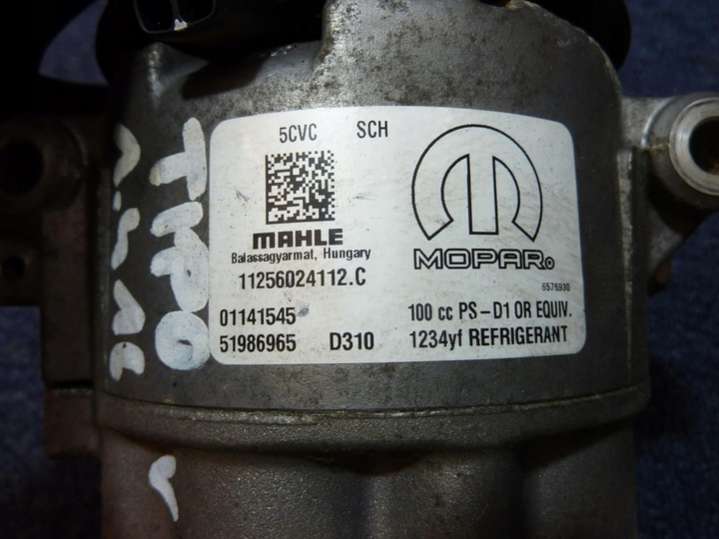 5CVC SCH
MAHLE
Balassagyarmat, Hungary
11256024112.C
01141545
51986965 D310
MOPAR®
6576930
100 cc PS-D1 OR EQUIV.
1234yf REFRIGERANT
TIPO